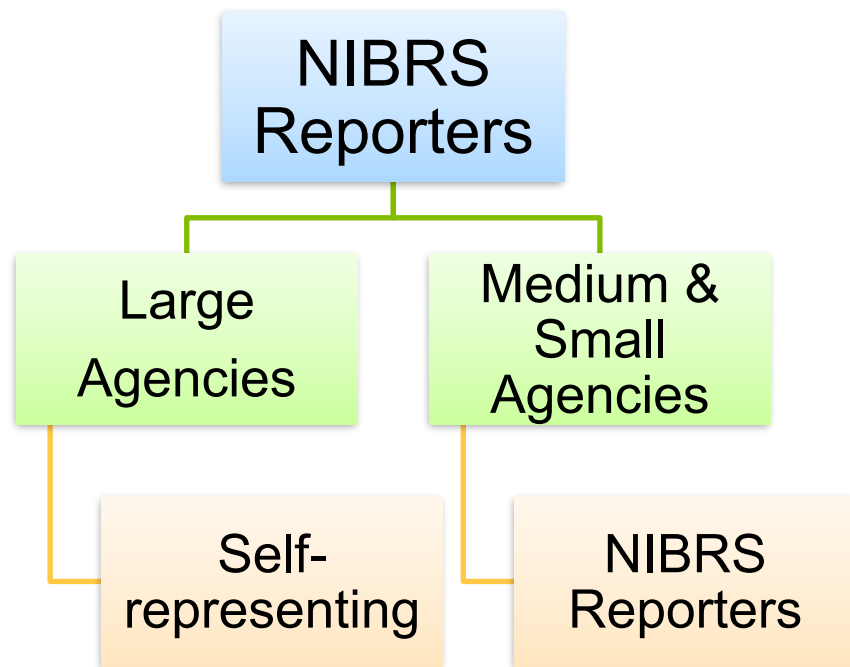 NIBRS
Reporters
Large
Agencies
Medium &
Small
Agencies
Self-
representing
NIBRS
Reporters